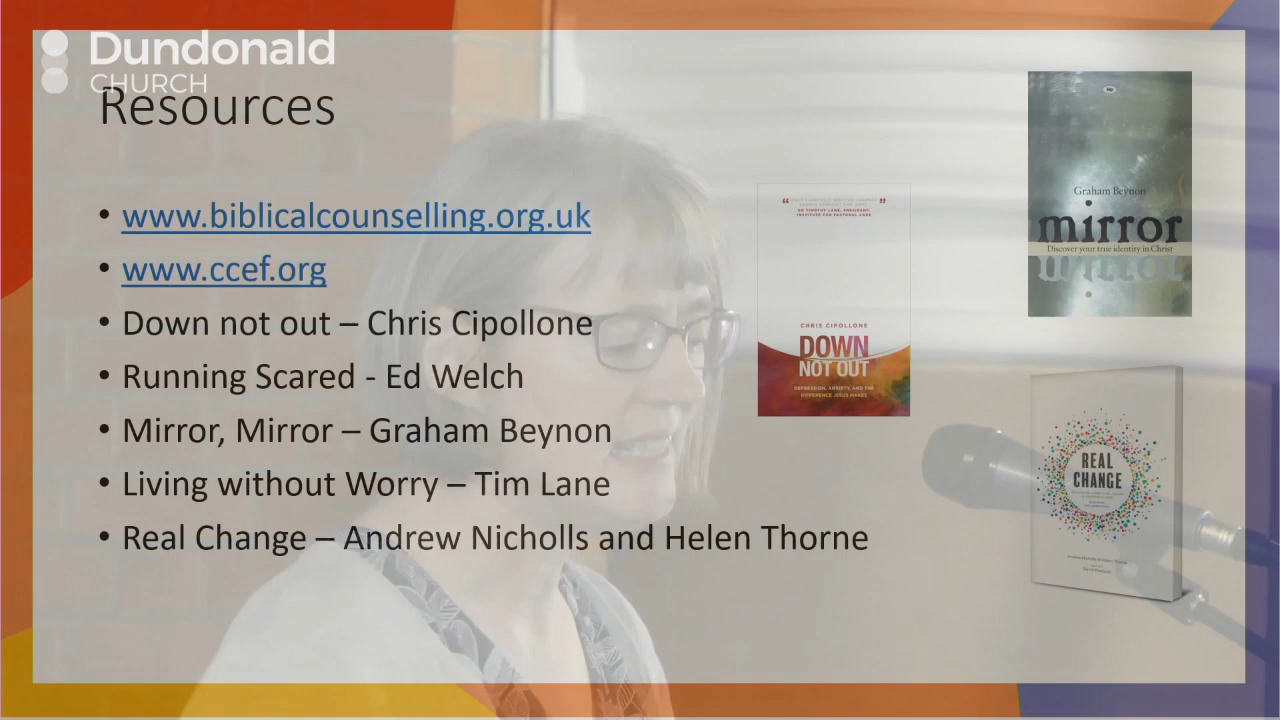 Dundonald
CHURCH
Resources
• www.biblicalcounselling.org.uk
• www.ccef.org
• Down not out – Chris Cipollone
• Running Scared - Ed Welch
• Mirror, Mirror – Graham Beynon
• Living without Worry – Tim Lane
• Real Change – Andrew Nicholls and Helen Thorne
Graham Beynon
mirror
Discover your true identity in Christ
mirror
CHRIS CIPOLLONE
DOWN
NOT OUT
DEPRESSION, ANXIETY, AND THE
DIFFERENCE JESUS MAKES
REAL
CHANGE